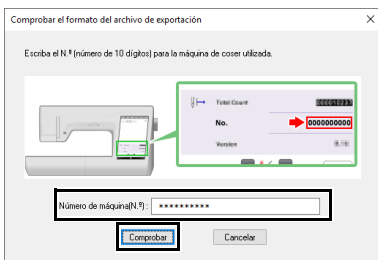 Comprobar el formato del archivo de exportación
Escriba el N.º (número de 10 dígitos) para la máquina de coser utilizada.
Total Count
No. 0000000000
Version
Número de máquina(N.º) : **********
Comprobar Cancelar